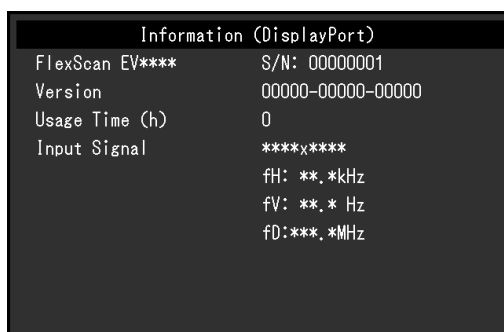 Information (DisplayPort)
FlexScan EV**** S/N: 00000001
Version 00000-00000-00000
Usage Time (h) 0
Input Signal ****x****
fH: **.*kHz
fV: **.* Hz
fD:***.*MHz